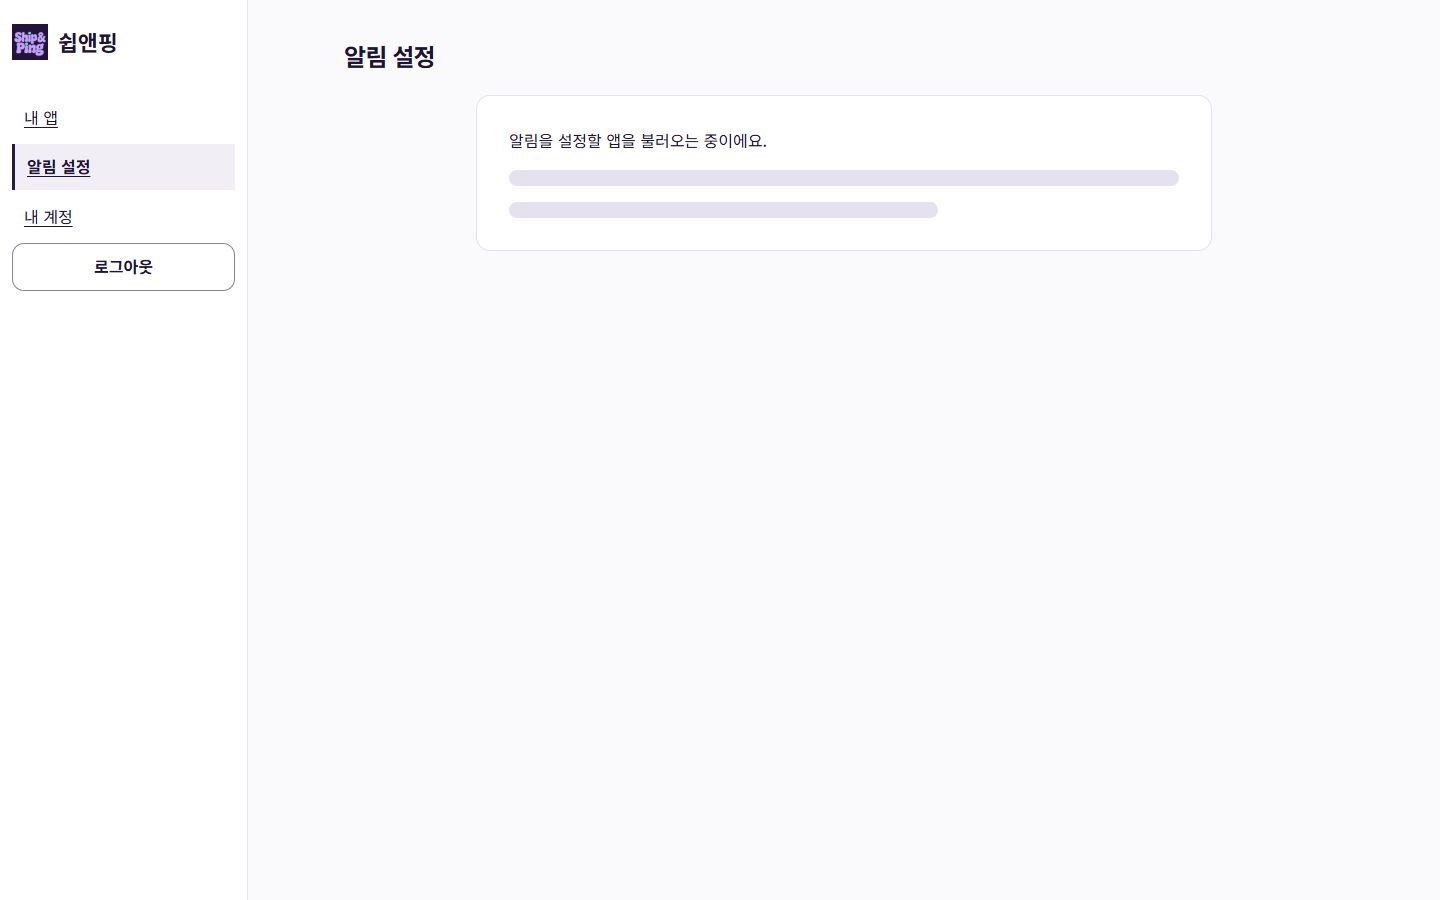 Ship&
Ping
쉽앤핑
내 앱
알림 설정
내 계정
로그아웃
알림 설정
알림을 설정할 앱을 불러오는 중이에요.